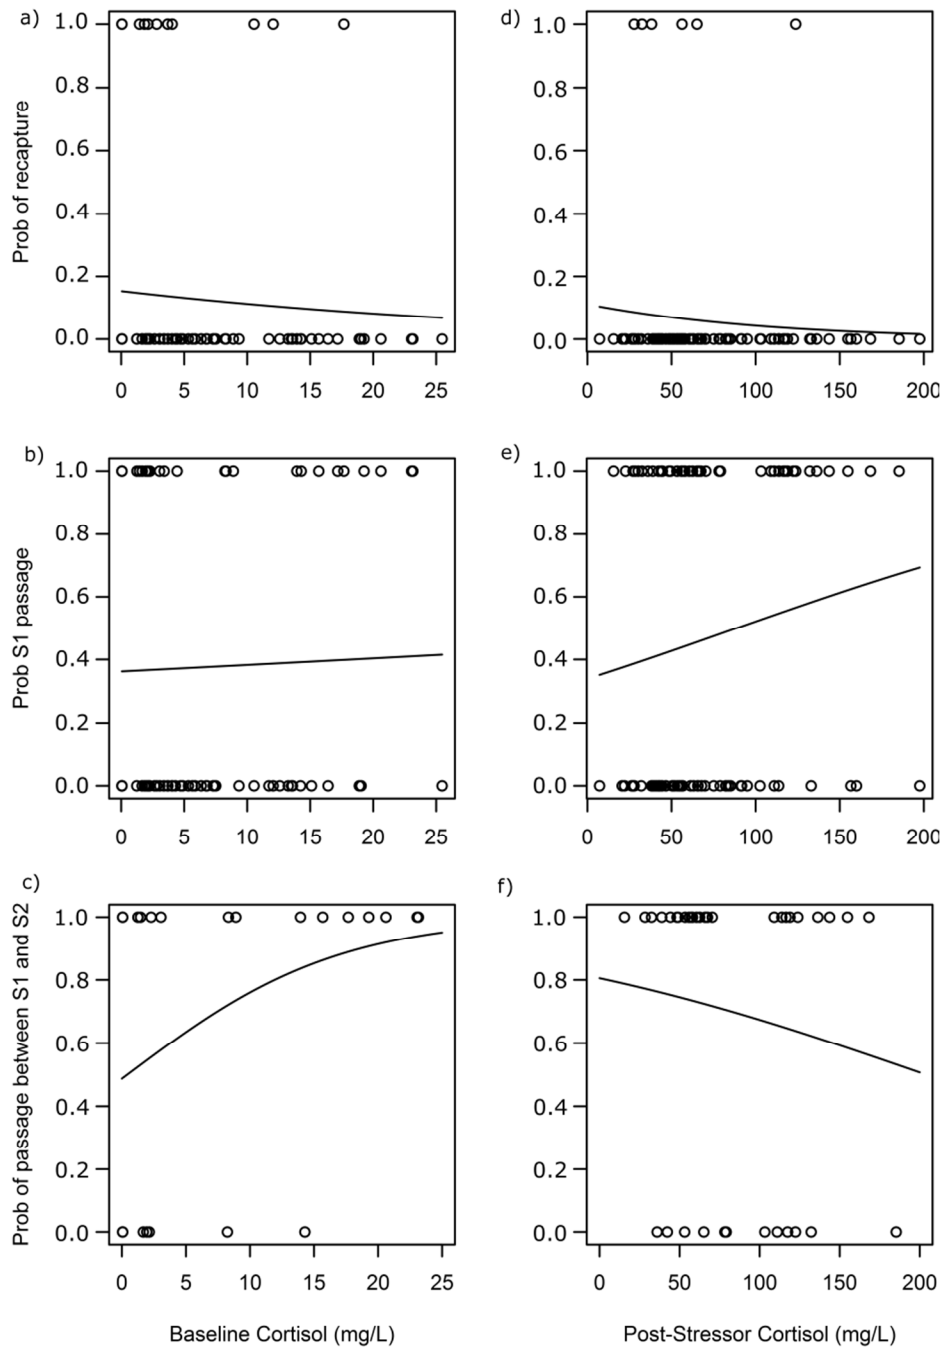 a)
1.0
0.8
0.6
0.4
0.2
0.0
Prob of recapture
0 5 10 15 20 25
d)
1.0
0.8
0.6
0.4
0.2
0.0
0 50 100 150 200
b)
1.0
0.8
0.6
0.4
0.2
0.0
Prob S1 passage
0 5 10 15 20 25
e)
1.0
0.8
0.6
0.4
0.2
0.0
0 50 100 150 200
c)
1.0
0.8
0.6
0.4
0.2
0.0
Prob of passage between S1 and S2
0 5 10 15 20 25
Baseline Cortisol (mg/L)
f)
1.0
0.8
0.6
0.4
0.2
0.0
0 50 100 150 200
Post-Stressor Cortisol (mg/L)